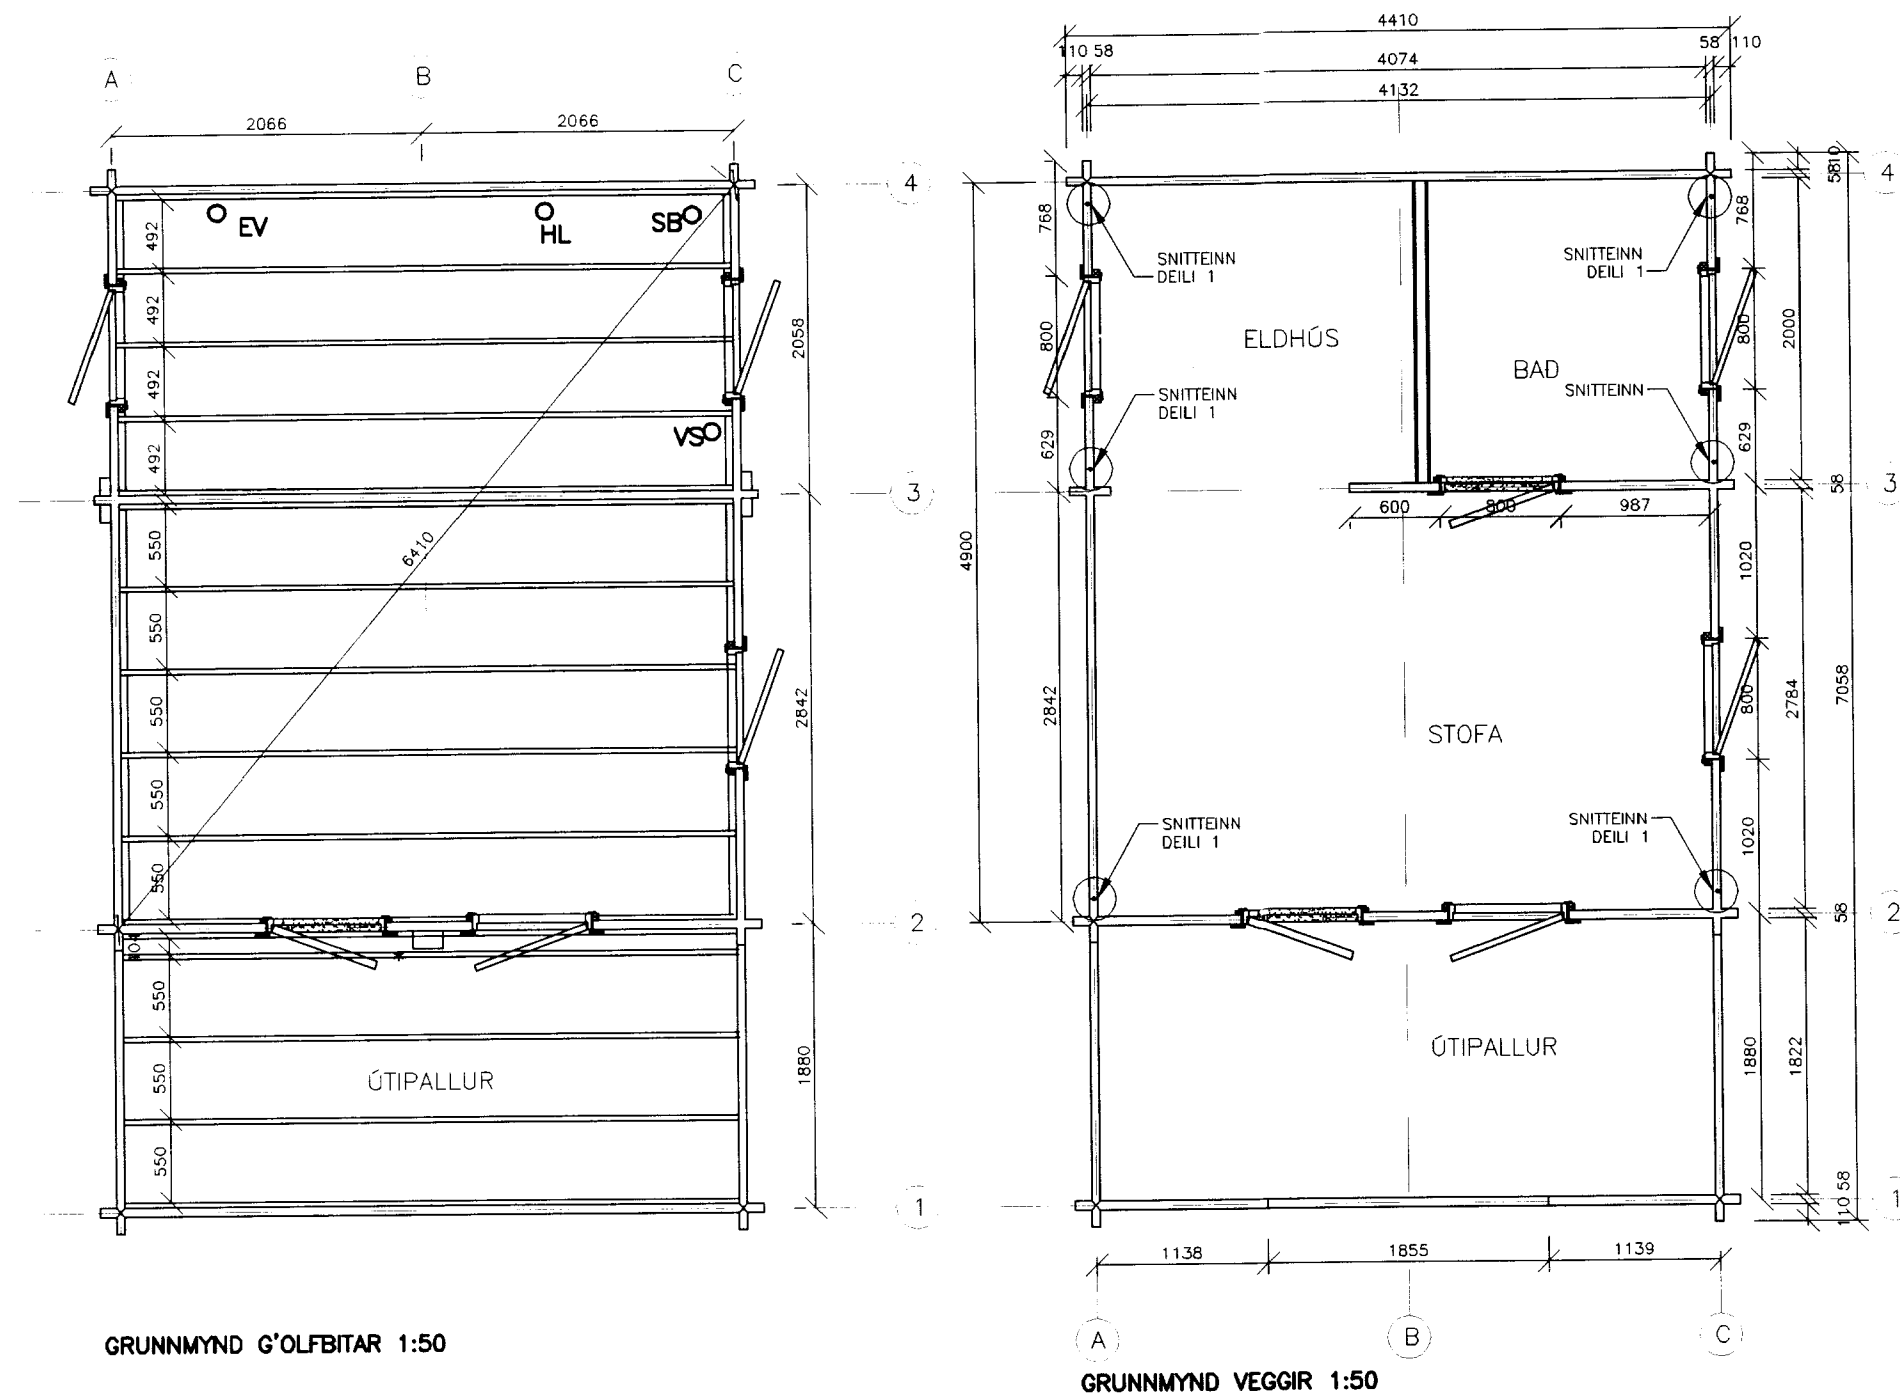 A
B
C
2066
2066
4
EV
HL
SB
492
492
492
492
2058
VS
3
6410
550
550
550
550
550
2842
2
550
550
550
ÚTIPALLUR
1880
1
GRUNNMYND G'OLFBITAR 1:50
4410
110 58
58 110
4074
4132
768
SNITTEINN
DEILI 1
SNITTEINN
DEILI 1
768
58
4
800
ELDHÚS
BAD
800
2000
SNITTEINN
DEILI 1
SNITTEINN
629
629
58
3
600
800
987
4900
1020
2842
STOFA
800
2784
7058
SNITTEINN
DEILI 1
SNITTEINN
DEILI 1
1020
58
2
ÚTIPALLUR
1880
1822
110 58
1
1138
1855
1139
A
B
C
GRUNNMYND VEGGIR 1:50